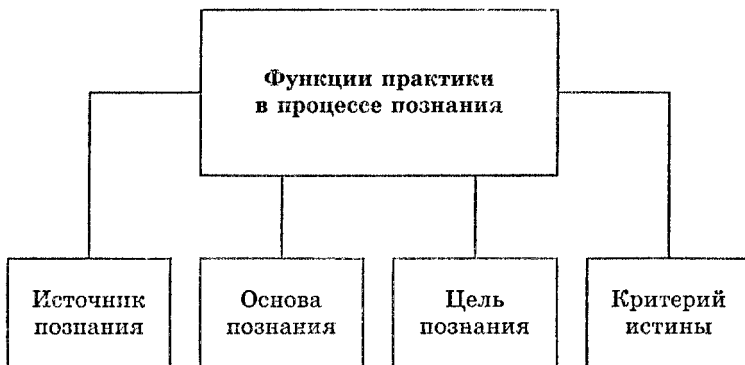 Функции практики
в процессе познания
Источник
познания
Основа
познания
Цель
познания
Критерий
истины